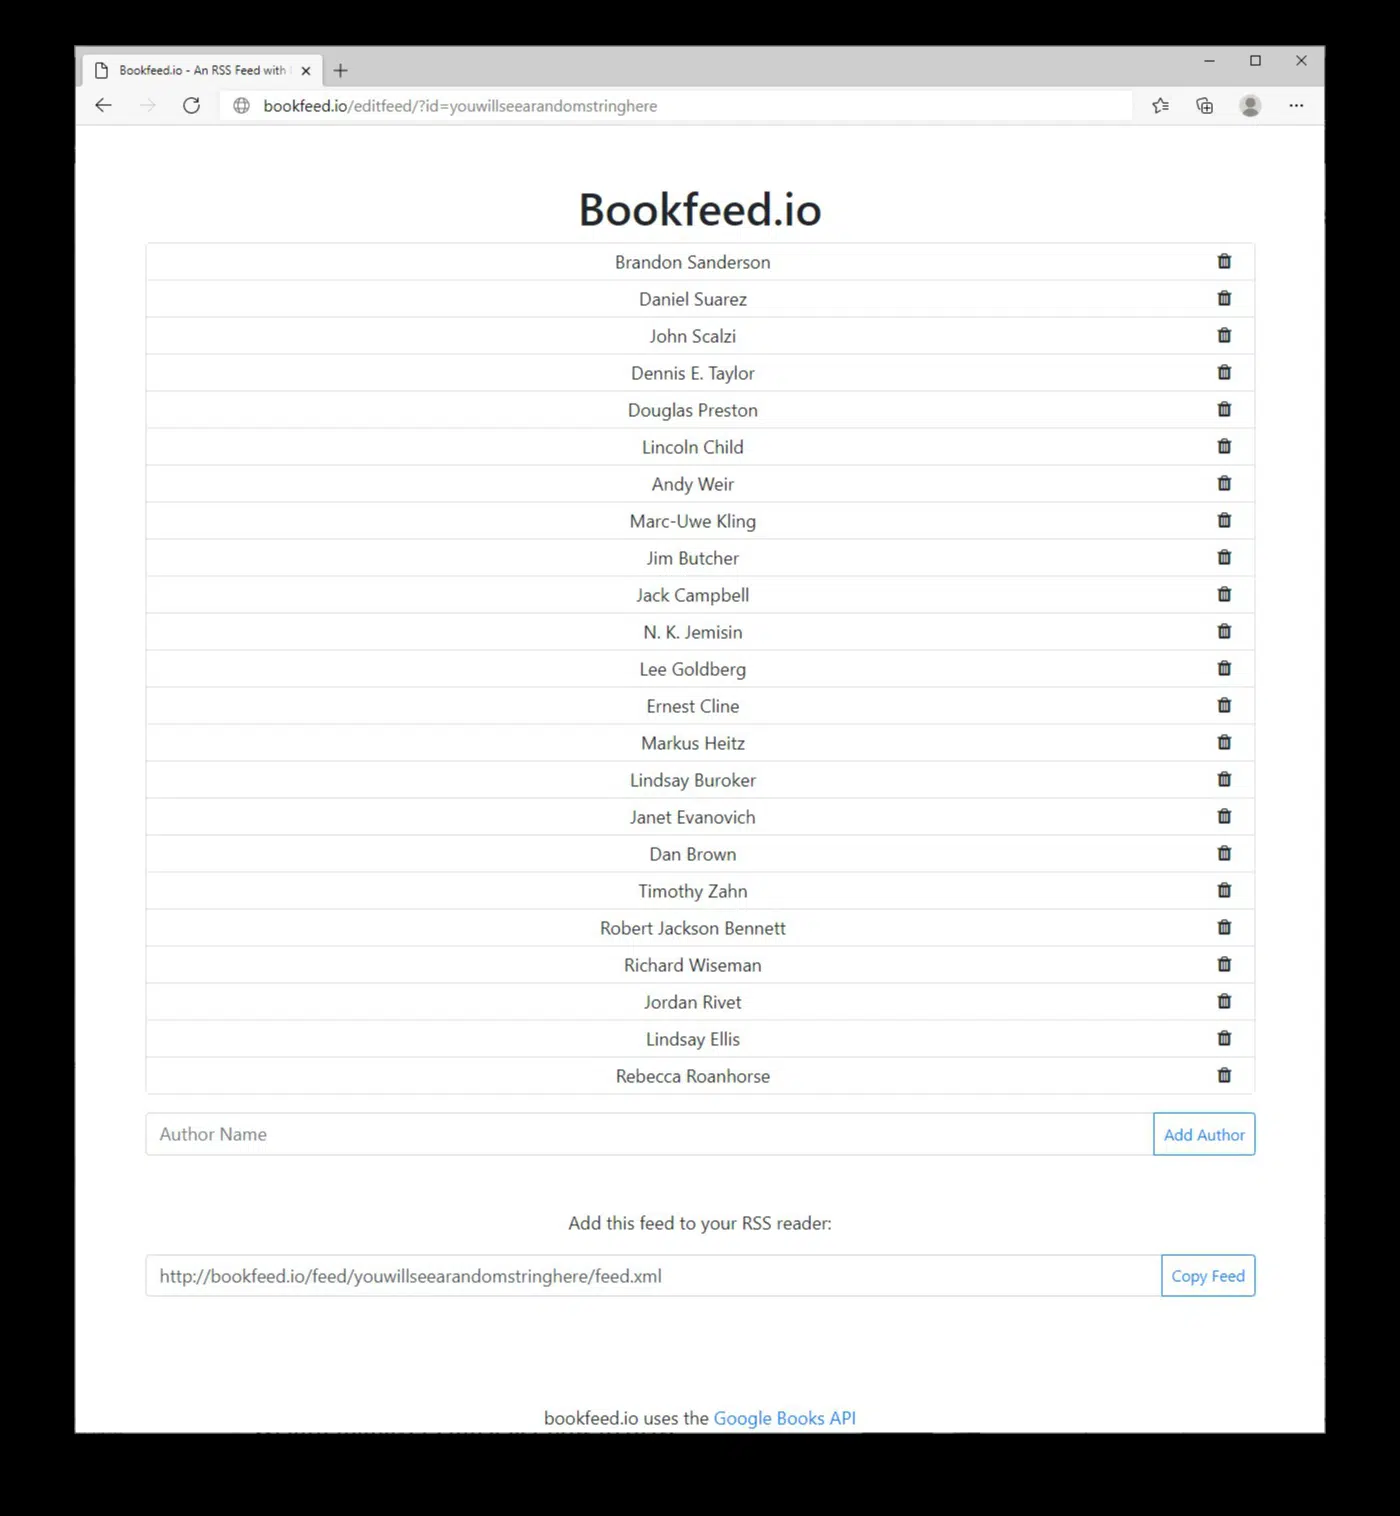 Bookfeed.io - An RSS Feed with
bookfeed.io/editfeed/?id=youwillseearandomstringhere
Bookfeed.io
Brandon Sanderson
Daniel Suarez
John Scalzi
Dennis E. Taylor
Douglas Preston
Lincoln Child
Andy Weir
Marc-Uwe Kling
Jim Butcher
Jack Campbell
N. K. Jemisin
Lee Goldberg
Ernest Cline
Markus Heitz
Lindsay Buroker
Janet Evanovich
Dan Brown
Timothy Zahn
Robert Jackson Bennett
Richard Wiseman
Jordan Rivet
Lindsay Ellis
Rebecca Roanhorse
Author Name Add Author
Add this feed to your RSS reader:
http://bookfeed.io/feed/youwillseearandomstringhere/feed.xml Copy Feed
bookfeed.io uses the Google Books API